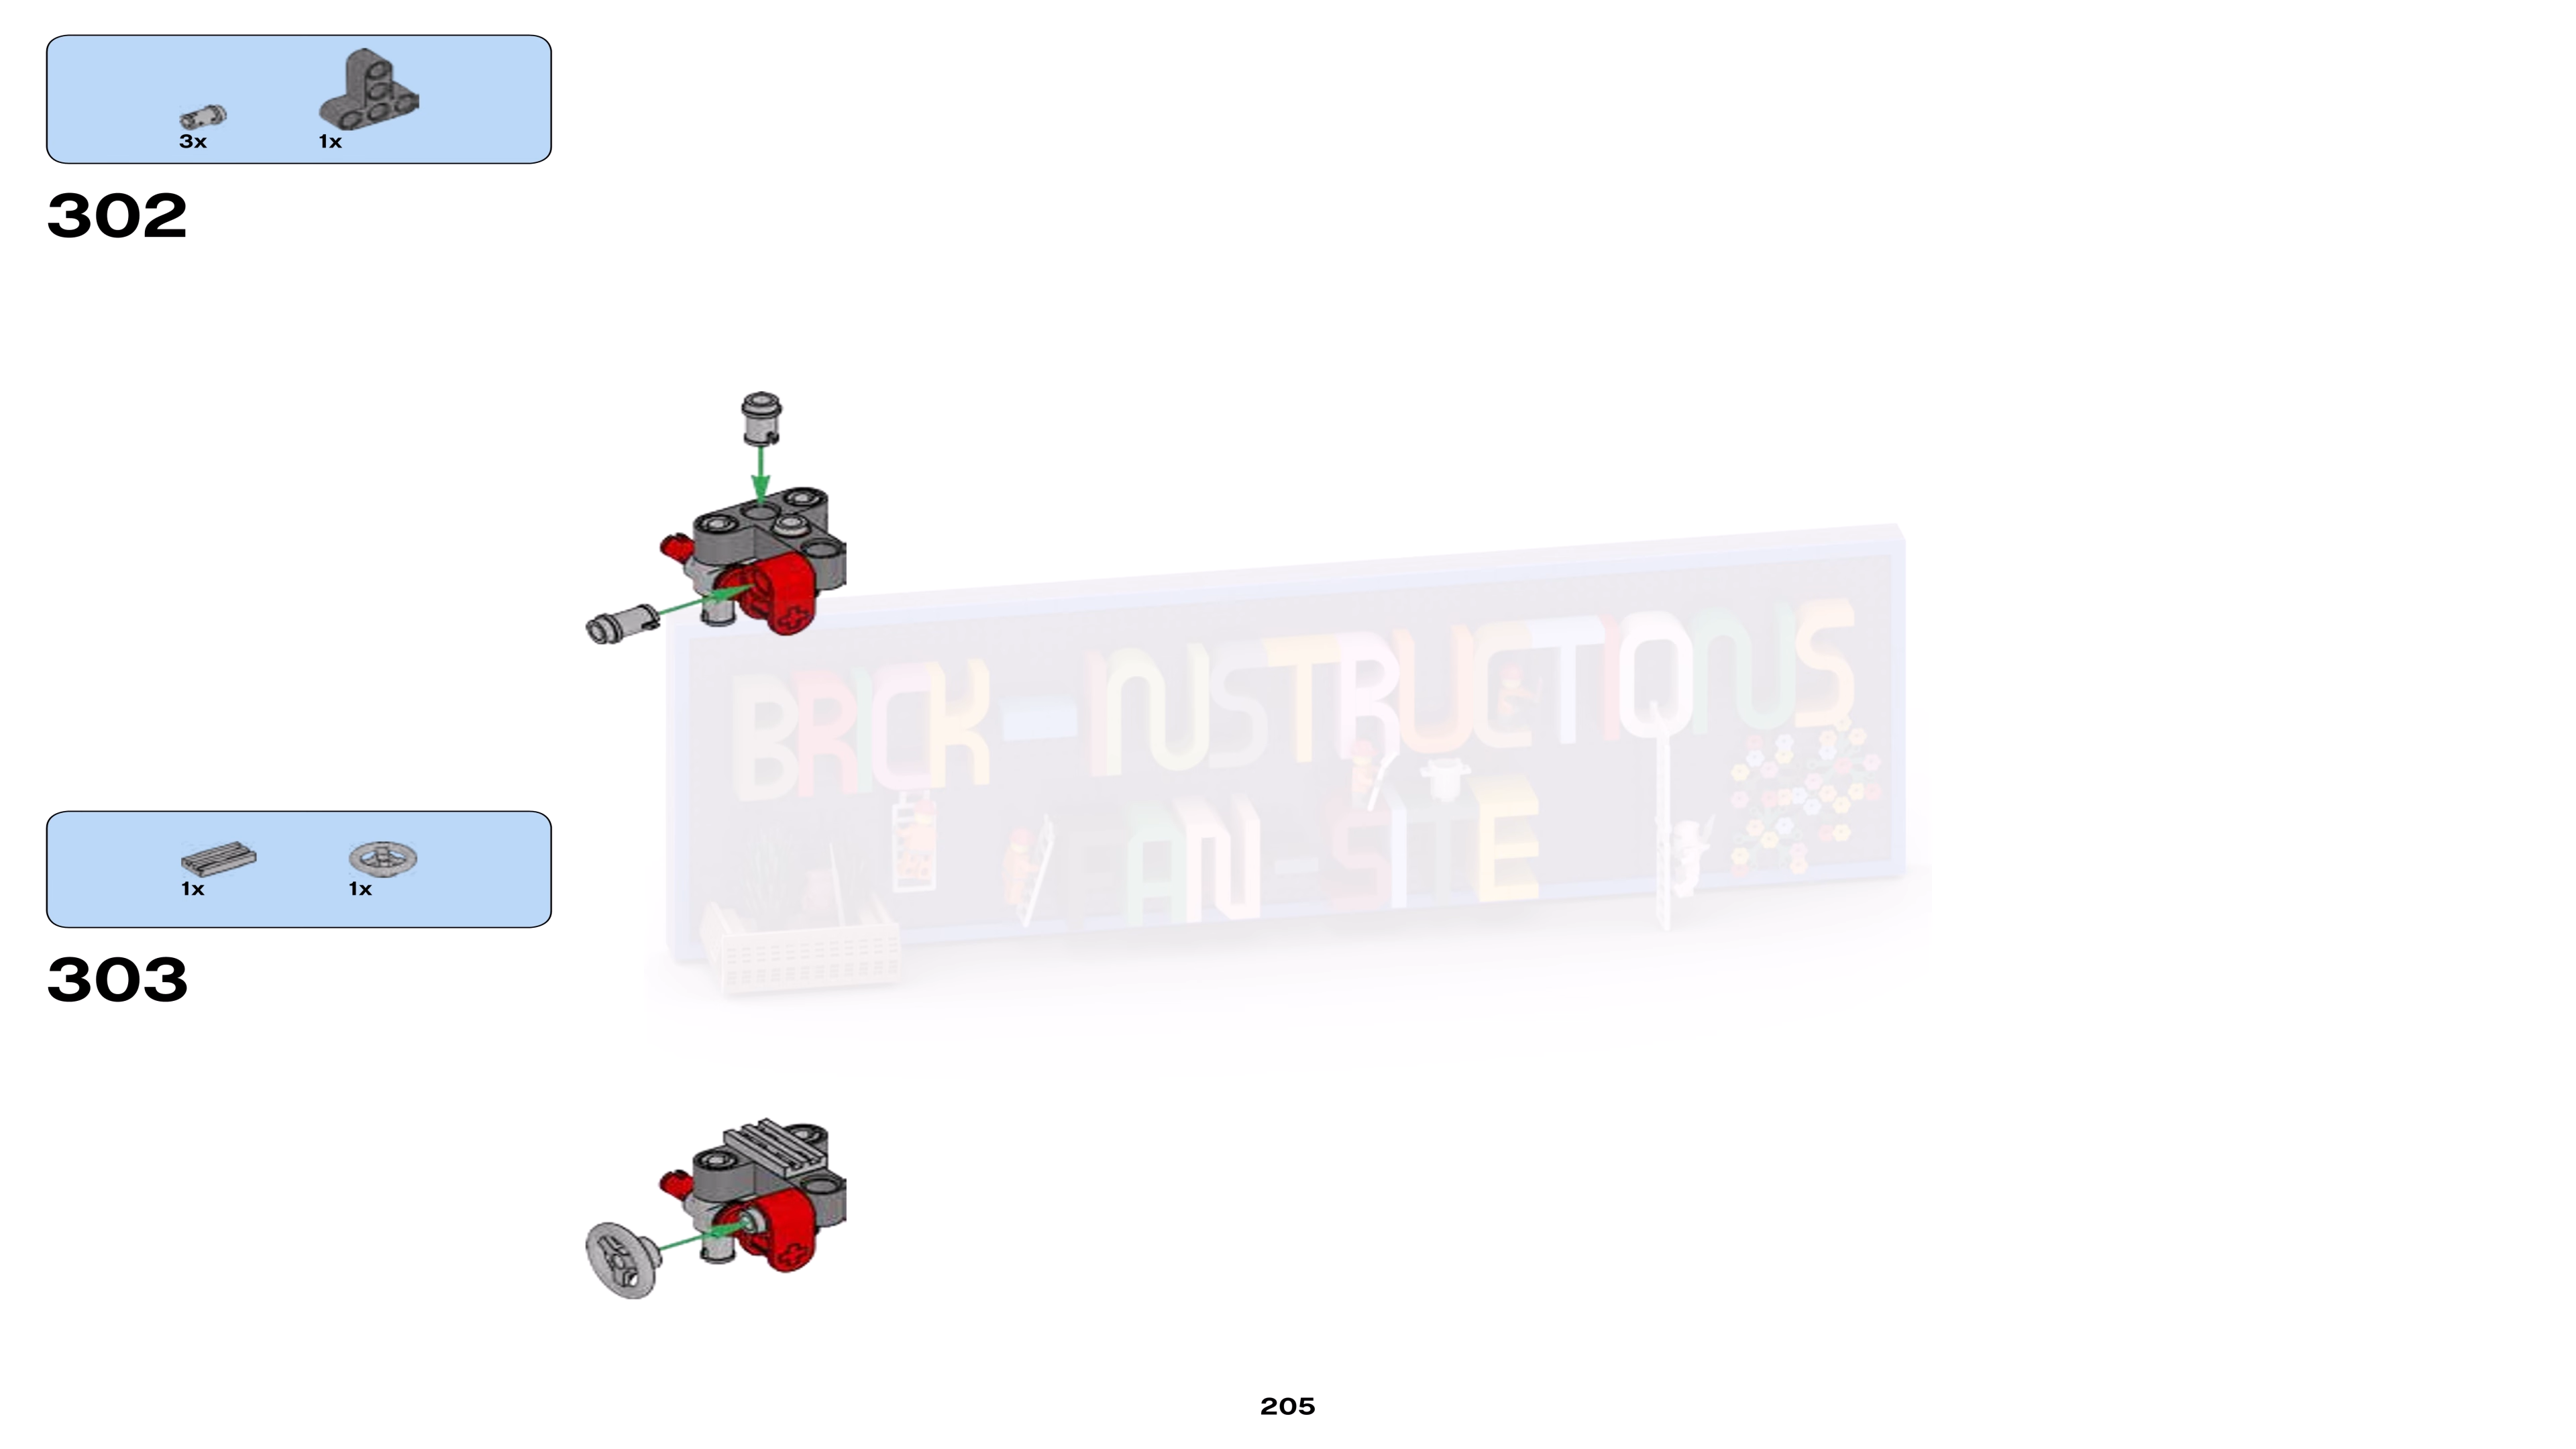 3x 1x
302
1x 1x
303
BRICK-INSTRUCTIONS
FAN-SITE
205